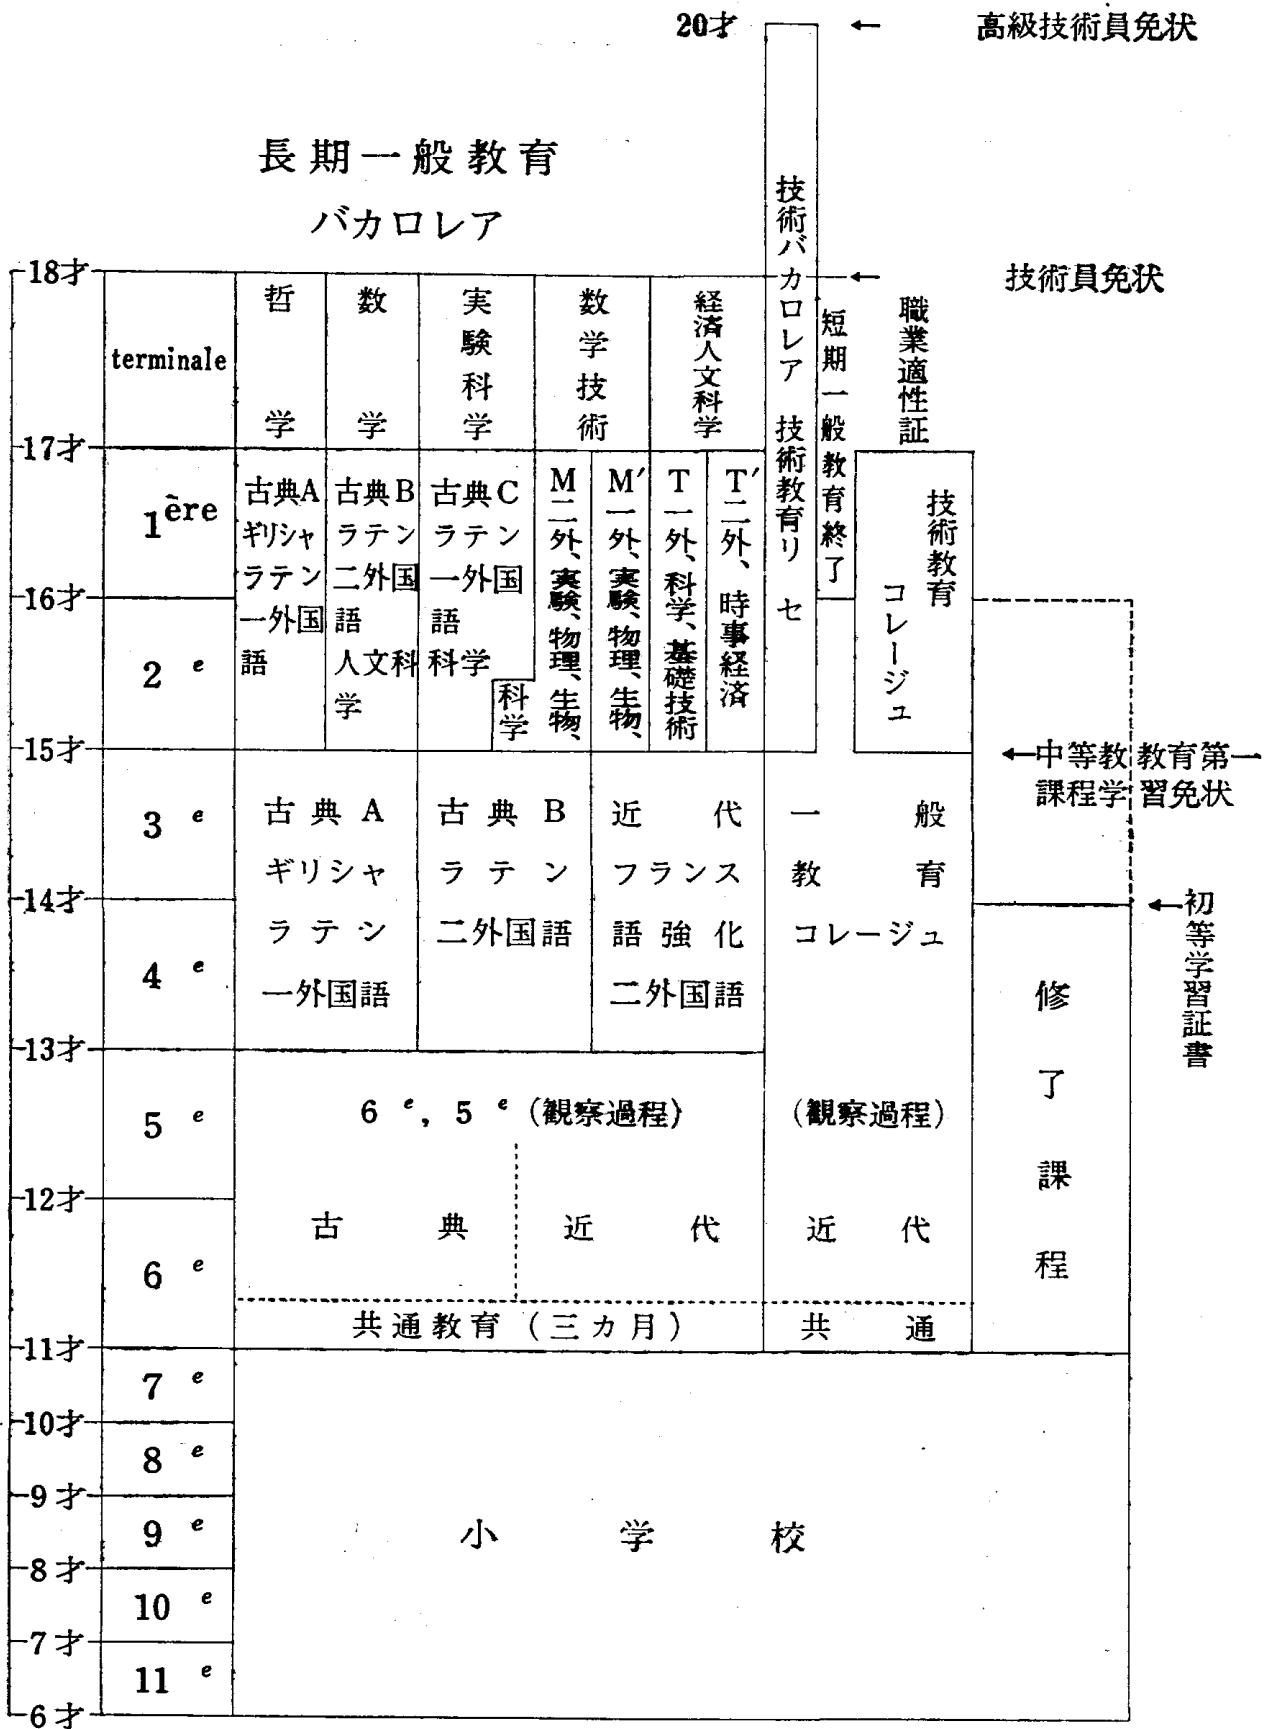 20才 ← 高級技術員免状
長期一般教育
バカロレア
18才
← 技術員免状
terminale
哲学
数学
実験科学
数学技術
経済人文科学
技術バカロレア 技術教育リセ
短期一般教育終了
職業適性証
17才
1ère
古典A
ギリシャ
ラテン
一外国
語
古典B
ラテン
二外国
語
人文科
学
古典C
ラテン
一外国
語
科学
科学
M二外、実験、物理、生物、
M′一外、実験、物理、生物、
T一外、科学、基礎技術
T′二外、時事経済
技術教育
コレージュ
16才
2e
15才
←中等教教育第一
課程学習免状
3e
古典A
ギリシャ
ラテン
一外国語
古典B
ラテン
二外国語
近代
フランス
語強化
二外国語
一般
教育
コレージュ
14才
←初等学習証書
4e
修了課程
13才
5e
6e, 5e (観察過程)
(観察過程)
12才
古典
近代
近代
6e
共通教育(三カ月)
共通
11才
7e
10才
8e
9才
9e
小学校
8才
10e
7才
11e
6才